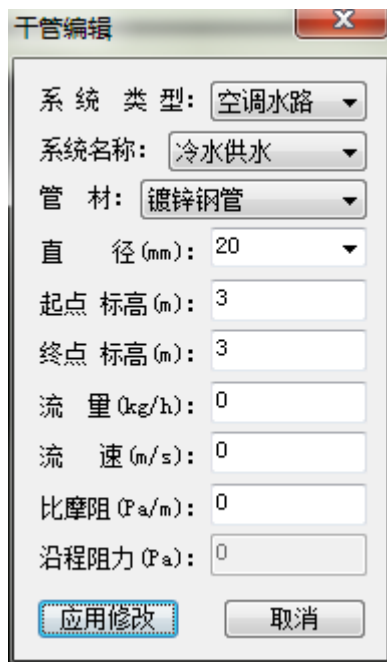 干管编辑
系统 类型: 空调水路
系统名称: 冷水供水
管 材: 镀锌钢管
直 径(mm): 20
起点 标高(m): 3
终点 标高(m): 3
流 量(kg/h): 0
流 速(m/s): 0
比摩阻(Pa/m): 0
沿程阻力(Pa): 0
应用修改 取消